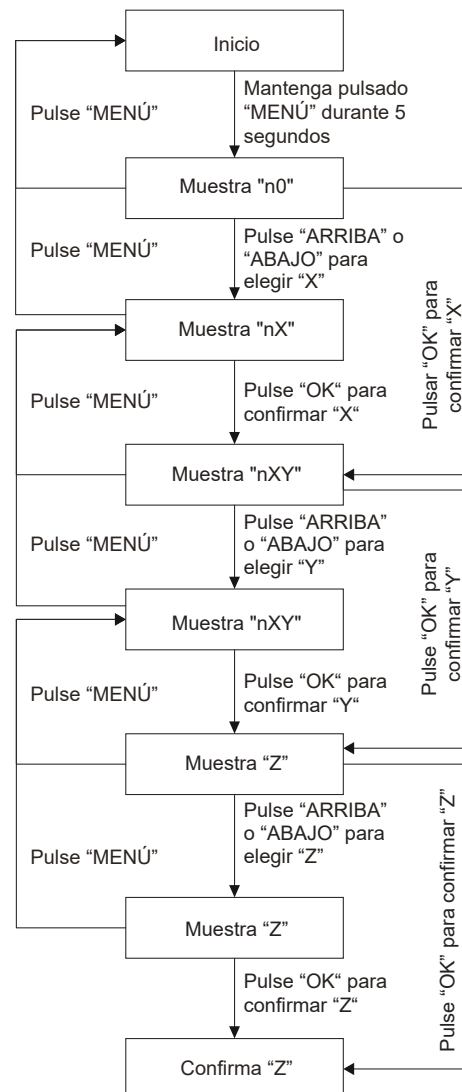 Inicio
Pulse “MENÚ”
Mantenga pulsado
“MENÚ” durante 5
segundos
Muestra "n0"
Pulse “MENÚ”
Pulse “ARRIBA” o
“ABAJO” para
elegir “X”
Pulsar “OK” para
confirmar “X”
Muestra "nX"
Pulse “MENÚ”
Pulse “OK“ para
confirmar “X“
Muestra "nXY"
Pulse “MENÚ”
Pulse “ARRIBA”
o “ABAJO” para
elegir “Y”
Pulse “OK” para
confirmar “Y”
Muestra "nXY"
Pulse “MENÚ”
Pulse “OK“ para
confirmar “Y“
Muestra “Z”
Pulse “MENÚ”
Pulse “ARRIBA”
o “ABAJO” para
elegir “Z”
Pulse “OK” para confirmar “Z”
Muestra “Z”
Pulse “OK“ para
confirmar “Z“
Confirma “Z”